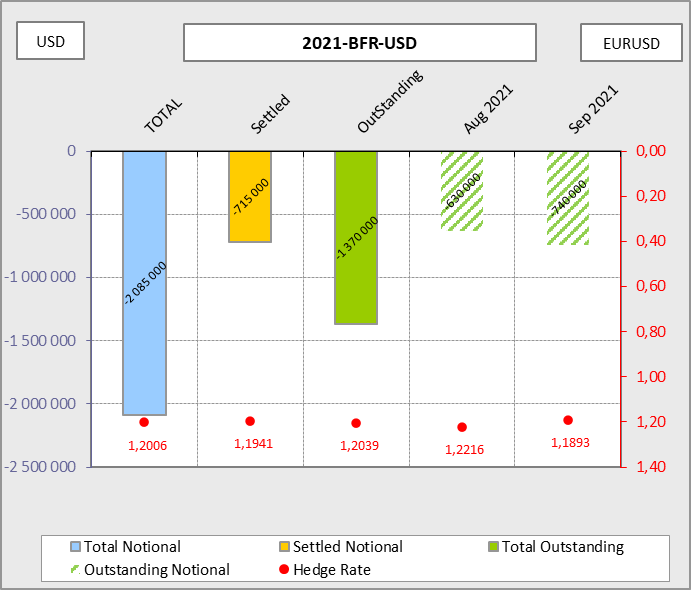 USD
2021-BFR-USD
EURUSD
TOTAL
Settled
OutStanding
Aug 2021
Sep 2021
0
-500 000
-1 000 000
-1 500 000
-2 000 000
-2 500 000
0,00
0,20
0,40
0,60
0,80
1,00
1,20
1,40
-2 085 000
-715 000
-1 370 000
-630 000
-740 000
1,2006
1,1941
1,2039
1,2216
1,1893
Total Notional
Settled Notional
Total Outstanding
Outstanding Notional
Hedge Rate